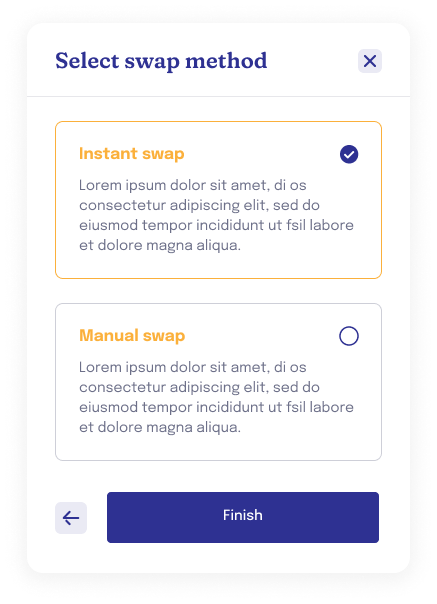 Select swap method
Instant swap
Lorem ipsum dolor sit amet, di os
consectetur adipiscing elit, sed do
eiusmod tempor incididunt ut fsil labore
et dolore magna aliqua.
Manual swap
Lorem ipsum dolor sit amet, di os
consectetur adipiscing elit, sed do
eiusmod tempor incididunt ut fsil labore
et dolore magna aliqua.
Finish